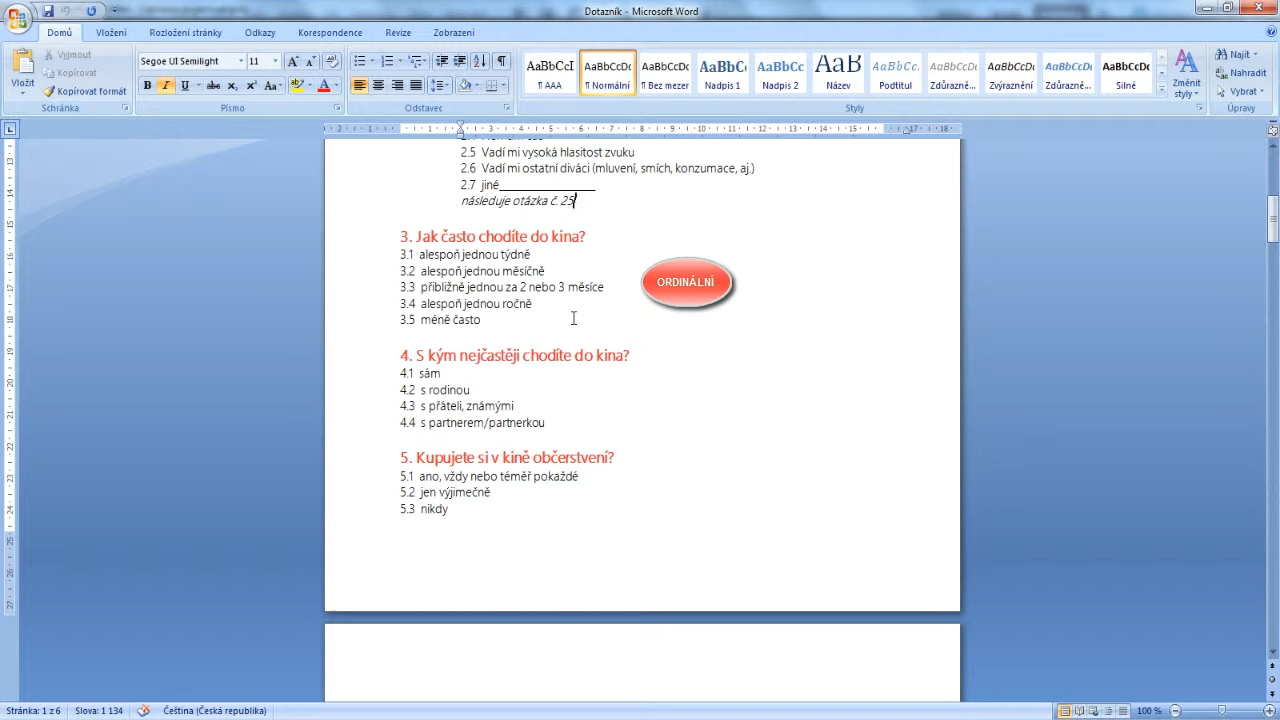 Dotazník - Microsoft Word
Domů Vložení Rozložení stránky Odkazy Korespondence Revize Zobrazení
Vložit
Vyjmout
Kopírovat
Kopírovat formát
Schránka
Segoe UI Semilight 11
Písmo
Odstavec
AaBbCcI AaBbCcDc AaBbCcDc AaBbC AaBbCc AaB AaBbCc. AaBbCcDc AaBbCcDc AaBbCcDc AaBbCcDc
¶ AAA ¶ Normální ¶ Bez mezer Nadpis 1 Nadpis 2 Název Podtitul Zdůrazně... Zvýraznění Zdůrazně... Silné
Změnit styly
Styly
Najít
Nahradit
Vybrat
Úpravy
2.5 Vadí mi vysoká hlasitost zvuku
2.6 Vadí mi ostatní diváci (mluvení, smích, konzumace, aj.)
2.7 jiné________________
následuje otázka č. 25
3. Jak často chodíte do kina?
3.1 alespoň jednou týdně
3.2 alespoň jednou měsíčně
3.3 přibližně jednou za 2 nebo 3 měsíce
3.4 alespoň jednou ročně
3.5 méně často
ORDINÁLNÍ
4. S kým nejčastěji chodíte do kina?
4.1 sám
4.2 s rodinou
4.3 s přáteli, známými
4.4 s partnerem/partnerkou
5. Kupujete si v kině občerstvení?
5.1 ano, vždy nebo téměř pokaždé
5.2 jen výjimečně
5.3 nikdy
Stránka: 1 z 6 Slova: 1 134 Čeština (Česká republika) 100 %